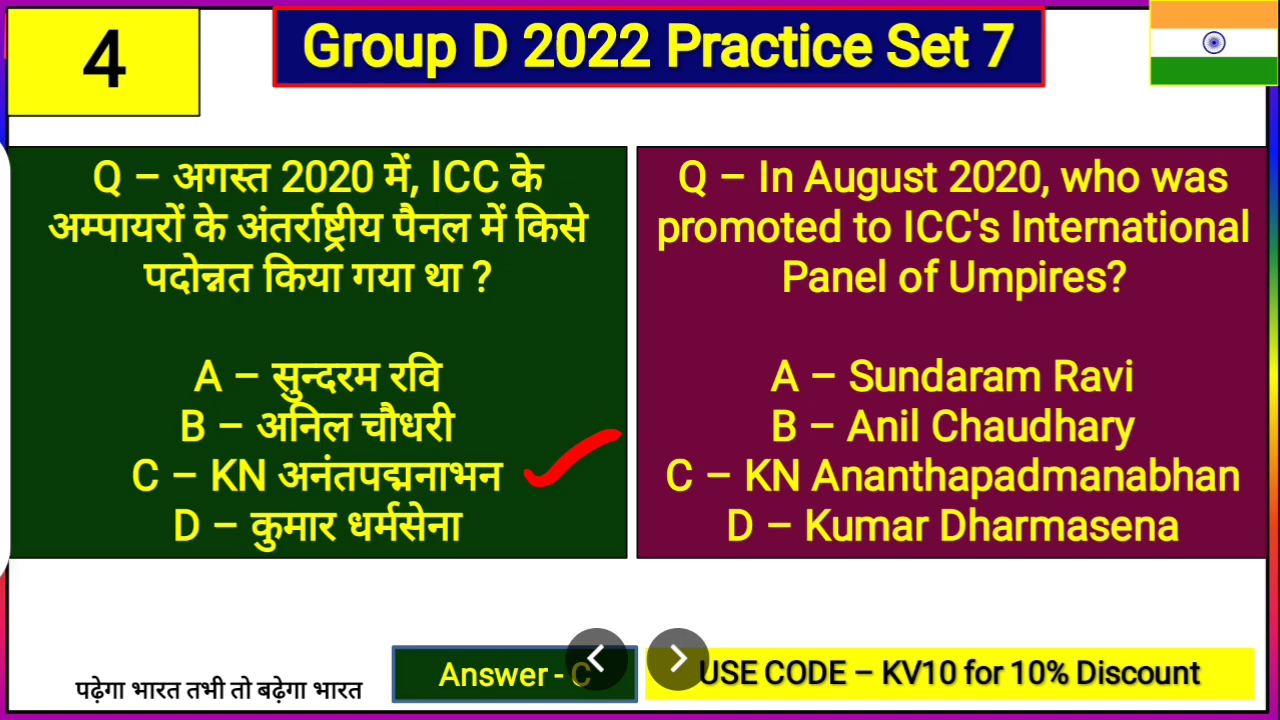 4
Group D 2022 Practice Set 7
Q – अगस्त 2020 में, ICC के
अम्पायरों के अंतर्राष्ट्रीय पैनल में किसे
पदोन्नत किया गया था ?
A – सुन्दरम रवि
B – अनिल चौधरी
C – KN अनंतपद्मनाभन
D – कुमार धर्मसेना
Q – In August 2020, who was
promoted to ICC's International
Panel of Umpires?
A – Sundaram Ravi
B – Anil Chaudhary
C – KN Ananthapadmanabhan
D – Kumar Dharmasena
पढ़ेगा भारत तभी तो बढ़ेगा भारत
Answer - C
USE CODE – KV10 for 10% Discount